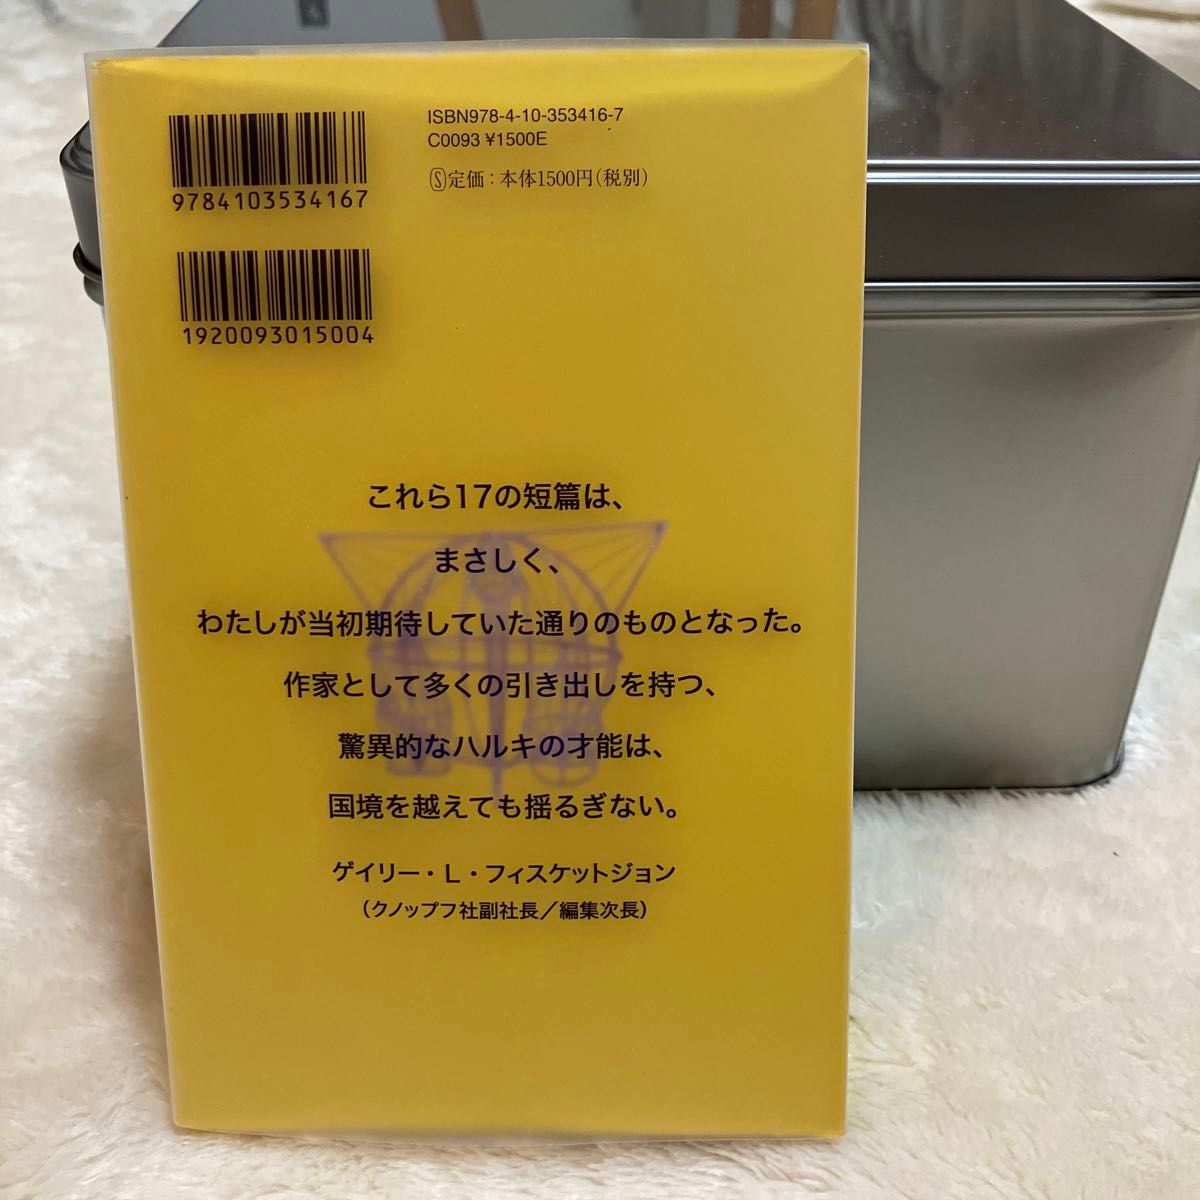 ISBN978-4-10-353416-7
C0093 ¥1500E
Ⓢ定価：本体1500円(税別)
9784103534167
1920093015004
これら17の短篇は、
まさしく、
わたしが当初期待していた通りのものとなった。
作家として多くの引き出しを持つ、
驚異的なハルキの才能は、
国境を越えても揺るぎない。
ゲイリー・L・フィスケットジョン
（クノップフ社副社長／編集次長）